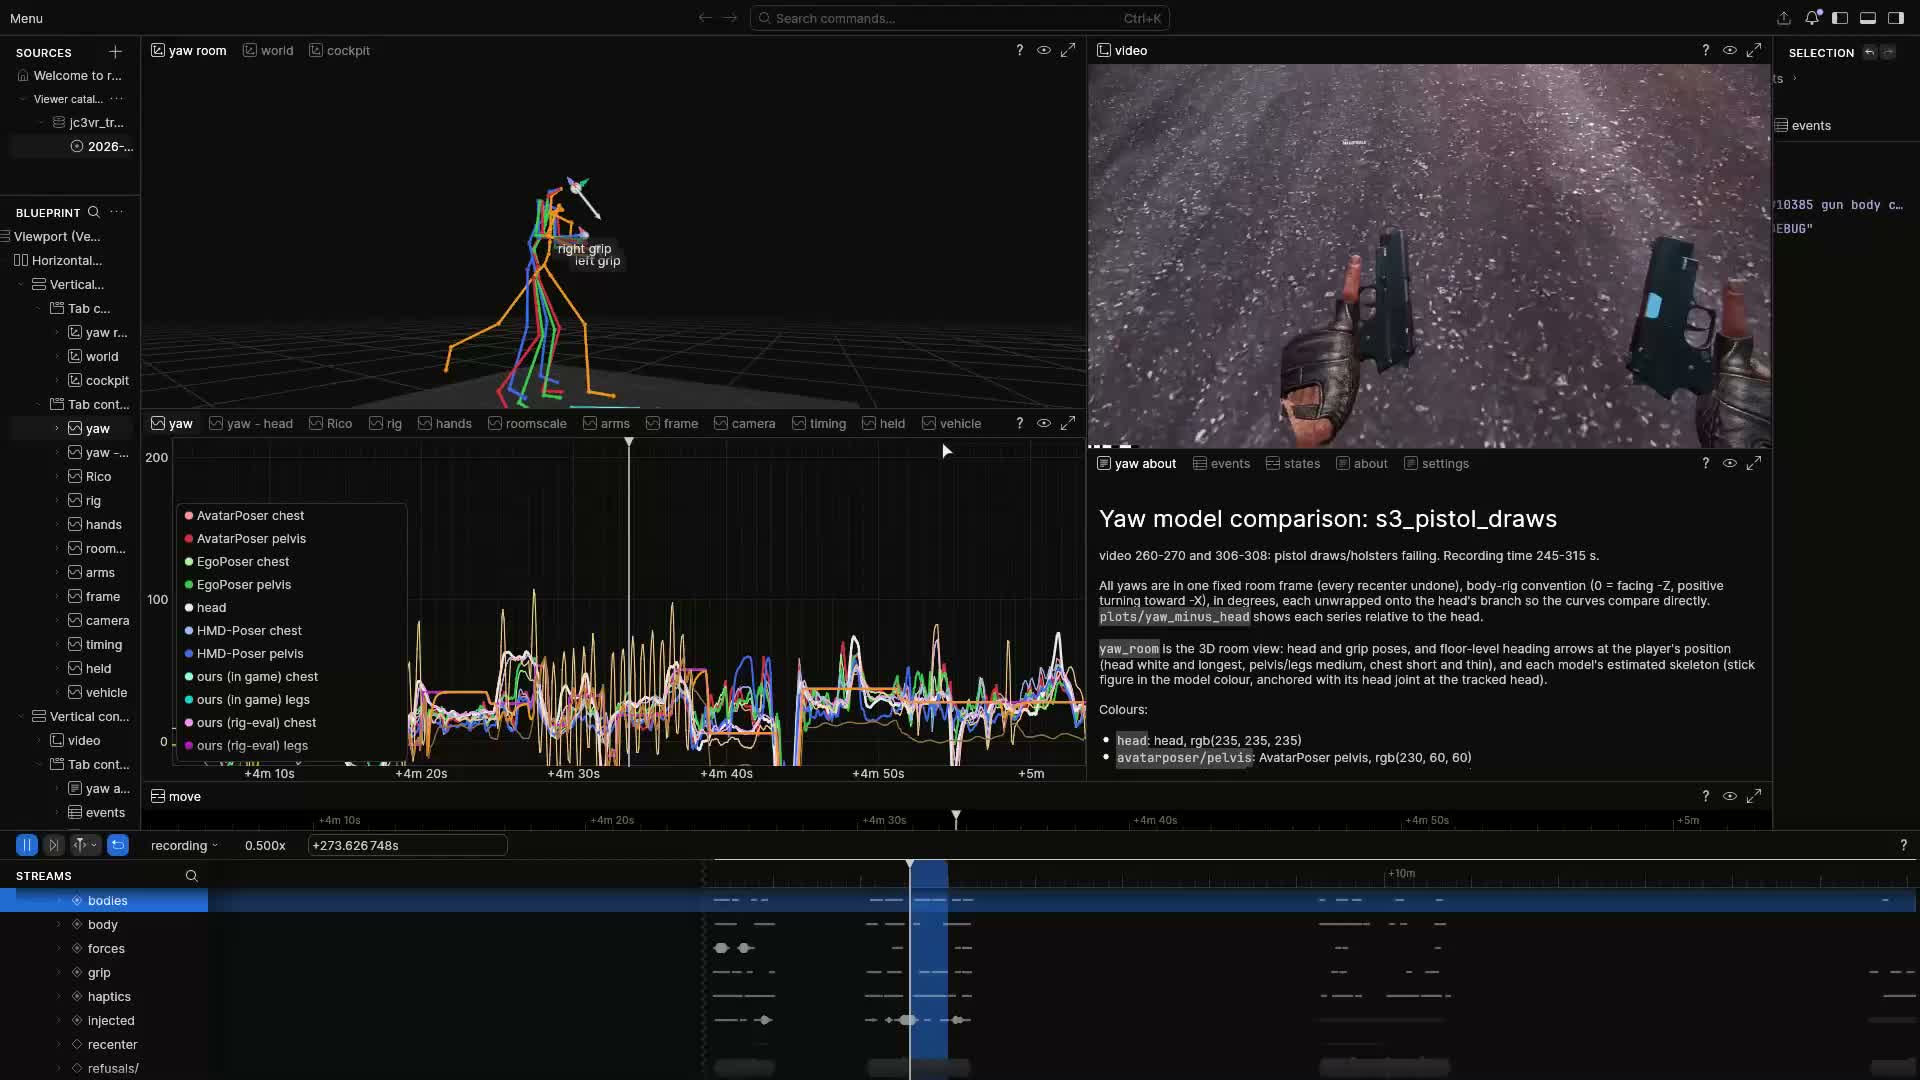 Menu
Search commands...
Ctrl+K
SOURCES
Welcome to r...
Viewer catal...
jc3vr_tr...
2026-...
BLUEPRINT
Viewport (Ve...
Horizontal...
Vertical...
Tab c...
yaw r...
world
cockpit
Tab cont...
yaw
yaw -...
Rico
rig
hands
room...
arms
frame
camera
timing
held
vehicle
Vertical con...
video
Tab cont...
yaw a...
events
yaw room
world
cockpit
?
right grip
left grip
yaw
yaw - head
Rico
rig
hands
roomscale
arms
frame
camera
timing
held
vehicle
?
200
100
0
AvatarPoser chest
AvatarPoser pelvis
EgoPoser chest
EgoPoser pelvis
head
HMD-Poser chest
HMD-Poser pelvis
ours (in game) chest
ours (in game) legs
ours (rig-eval) chest
ours (rig-eval) legs
+4m 10s
+4m 20s
+4m 30s
+4m 40s
+4m 50s
+5m
video
?
yaw about
events
states
about
settings
?
Yaw model comparison: s3_pistol_draws
video 260-270 and 306-308: pistol draws/holsters failing. Recording time 245-315 s.
All yaws are in one fixed room frame (every recenter undone), body-rig convention (0 = facing -Z, positive
turning toward -X), in degrees, each unwrapped onto the head's branch so the curves compare directly.
plots/yaw_minus_head shows each series relative to the head.
yaw_room is the 3D room view: head and grip poses, and floor-level heading arrows at the player's position
(head white and longest, pelvis/legs medium, chest short and thin), and each model's estimated skeleton (stick
figure in the model colour, anchored with its head joint at the tracked head).
Colours:
• head: head, rgb(235, 235, 235)
• avatarposer/pelvis: AvatarPoser pelvis, rgb(230, 60, 60)
SELECTION
ts
events
10385 gun body c...
EBUG"
move
?
+4m 10s
+4m 20s
+4m 30s
+4m 40s
+4m 50s
+5m
recording
0.500x
+273.626 748s
?
STREAMS
+10m
bodies
body
forces
grip
haptics
injected
recenter
refusals/